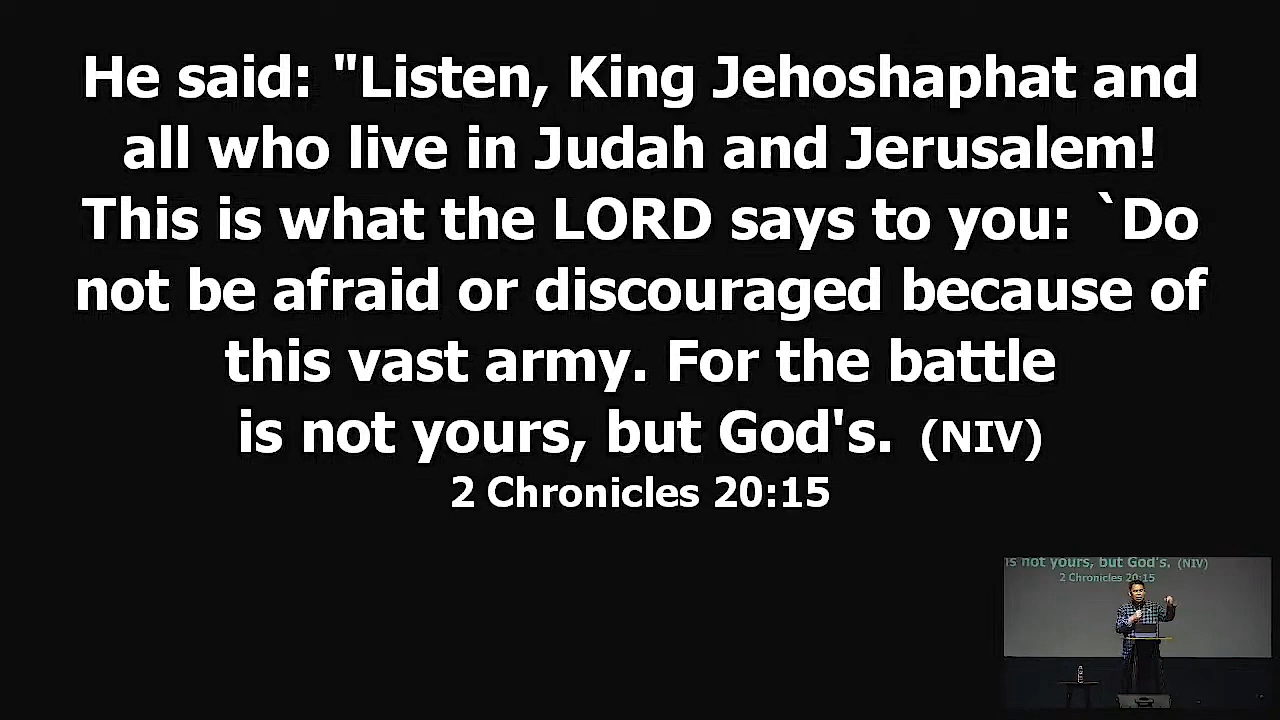 He said: "Listen, King Jehoshaphat and
all who live in Judah and Jerusalem!
This is what the LORD says to you: `Do
not be afraid or discouraged because of
this vast army. For the battle
is not yours, but God's. (NIV)
2 Chronicles 20:15
is not yours, but God's. (NIV)
2 Chronicles 20:15